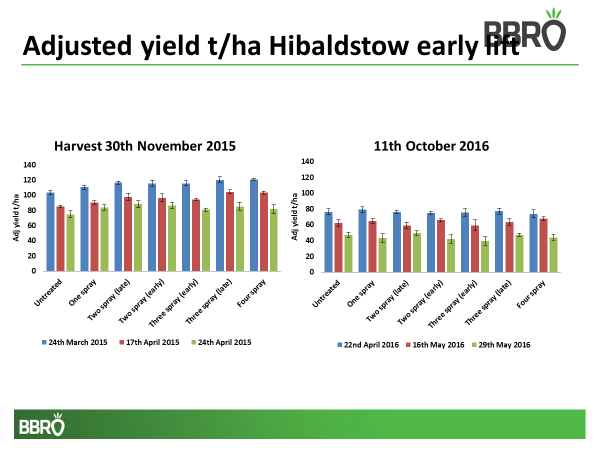 BBRO
Adjusted yield t/ha Hibaldstow early lift
Harvest 30th November 2015
140
120
100
80
60
40
20
0
Adj yield t/ha
Untreated
One spray
Two spray (late)
Two spray (early)
Three spray (early)
Three spray (late)
Four spray
24th March 2015 17th April 2015 24th April 2015
11th October 2016
140
120
100
80
60
40
20
0
Adj yield t/ha
Untreated
One spray
Two spray (late)
Two spray (early)
Three spray (early)
Three spray (late)
Four spray
22nd April 2016 16th May 2016 29th May 2016
BBRO